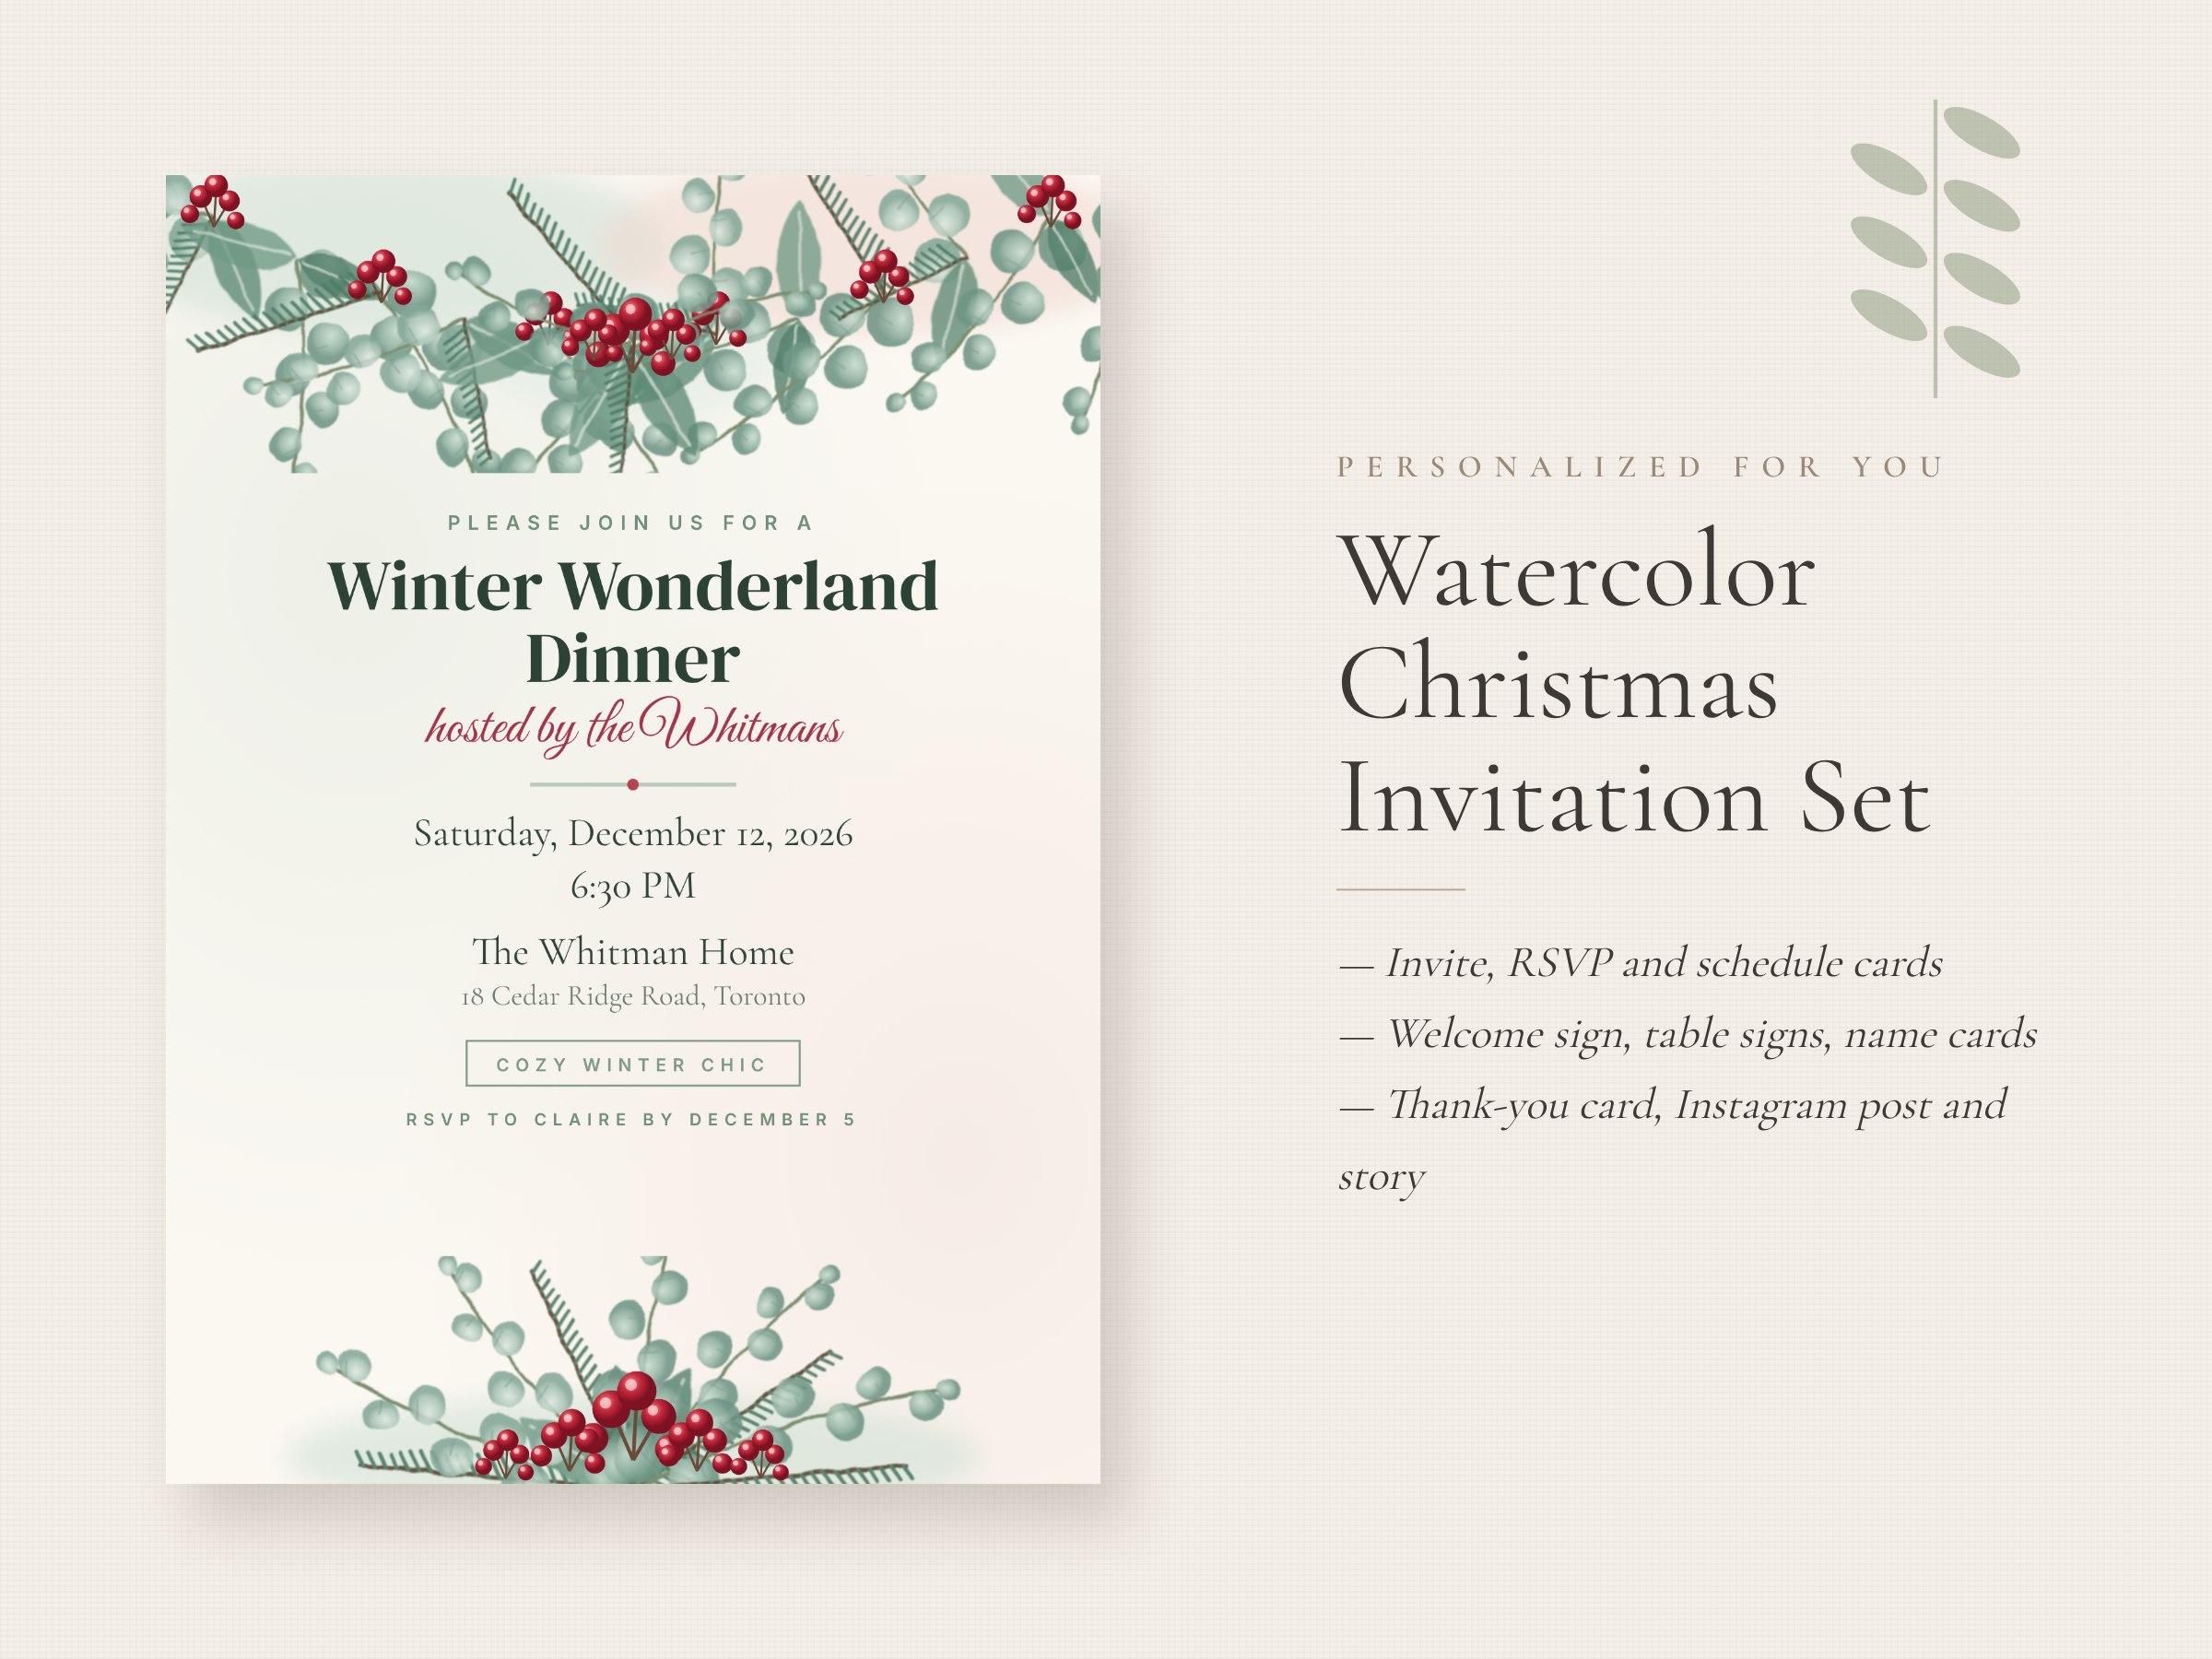 PLEASE JOIN US FOR A
Winter Wonderland
Dinner
hosted by the Whitmans
Saturday, December 12, 2026
6:30 PM
The Whitman Home
18 Cedar Ridge Road, Toronto
COZY WINTER CHIC
RSVP TO CLAIRE BY DECEMBER 5
PERSONALIZED FOR YOU
Watercolor
Christmas
Invitation Set
— Invite, RSVP and schedule cards
— Welcome sign, table signs, name cards
— Thank-you card, Instagram post and
story